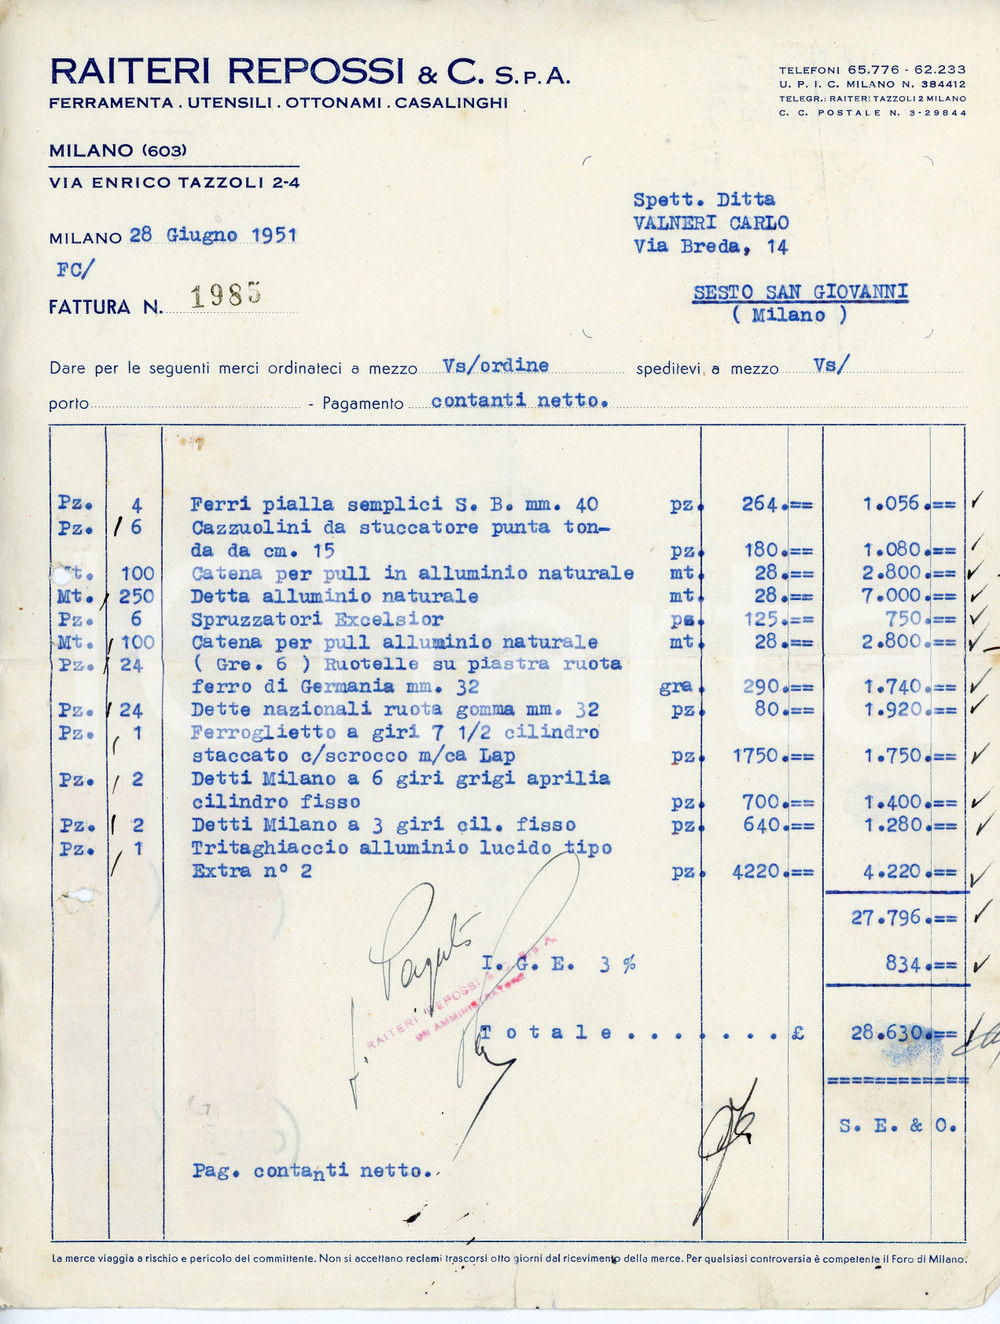 RAITERI REPOSSI & C. S.P.A.
FERRAMENTA . UTENSILI . OTTONAMI . CASALINGHI
TELEFONI 65.776 - 62.233
U. P. I. C. MILANO N. 384412
TELEGR.: RAITERI TAZZOLI 2 MILANO
C. C. POSTALE N. 3-29844
MILANO (603)
VIA ENRICO TAZZOLI 2-4
Spett. Ditta
VALNERI CARLO
Via Breda, 14
SESTO SAN GIOVANNI
( Milano )
MILANO 28 Giugno 1951
FC/
FATTURA N. 1985
Dare per le seguenti merci ordinateci a mezzo Vs/ordine speditevi a mezzo Vs/
porto - Pagamento contanti netto.
Pz. 4 Ferri pialla semplici S. B. mm. 40 pz. 264.== 1.056.==
Pz. 6 Cazzuolini da stuccatore punta ton-
da da cm. 15 pz. 180.== 1.080.==
Mt. 100 Catena per pull in alluminio naturale mt. 28.== 2.800.==
Mt. 250 Detta alluminio naturale mt. 28.== 7.000.==
Pz. 6 Spruzzatori Excelsior pz. 125.== 750.==
Mt. 100 Catena per pull alluminio naturale mt. 28.== 2.800.==
Pz. 24 ( Gre. 6 ) Ruotelle su piastra ruota
ferro di Germania mm. 32 gra. 290.== 1.740.==
Pz. 24 Dette nazionali ruota gomma mm. 32 pz. 80.== 1.920.==
Pz. 1 Ferroglietto a giri 7 1/2 cilindro
staccato c/scrocco m/ca Lap pz. 1750.== 1.750.==
Pz. 2 Detti Milano a 6 giri grigi aprilia
cilindro fisso pz. 700.== 1.400.==
Pz. 2 Detti Milano a 3 giri cil. fisso pz. 640.== 1.280.==
Pz. 1 Tritaghiaccio alluminio lucido tipo
Extra n° 2 pz. 4220.== 4.220.==
27.796.==
Pagato
I. G. E. 3 % 834.==
RAITERI REPOSSI & C. S.p.A.
UN AMMINISTRATORE
Totale........£ 28.630.==
==============
S. E. & O.
Pag. contanti netto.
La merce viaggia a rischio e pericolo del committente. Non si accettano reclami trascorsi otto giorni dal ricevimento della merce. Per qualsiasi controversia è competente il Foro di Milano.